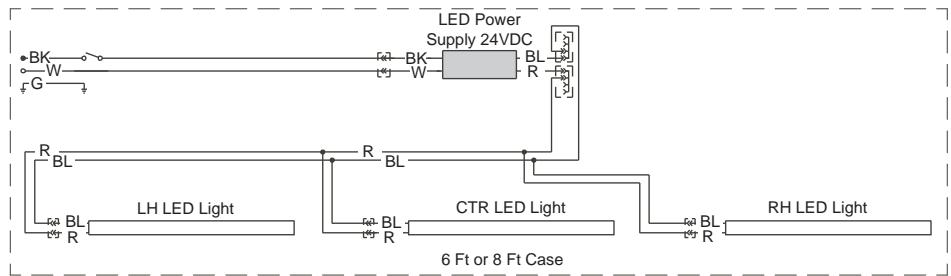 LED Power
Supply 24VDC
BK BK BL
W W R
G
R R
BL BL
LH LED Light CTR LED Light RH LED Light
BL BL BL
R R R
6 Ft or 8 Ft Case